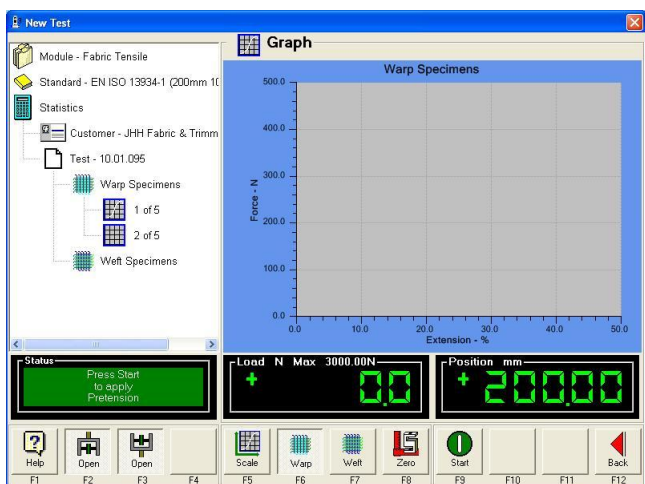 New Test
Module - Fabric Tensile
Standard - EN ISO 13934-1 (200mm 10
Statistics
Customer - JHH Fabric & Trimm
Test - 10.01.095
Warp Specimens
1 of 5
2 of 5
Weft Specimens
Graph
Warp Specimens
500.0
400.0
300.0
200.0
100.0
0.0
Force - N
0.0 10.0 20.0 30.0 40.0 50.0
Extension - %
Status
Press Start
to apply
Pretension
Load N Max 3000.00N
+ 0.0
Position mm
+ 200.00
Help Open Open Scale Warp Weft Zero Start Back
F1 F2 F3 F4 F5 F6 F7 F8 F9 F10 F11 F12